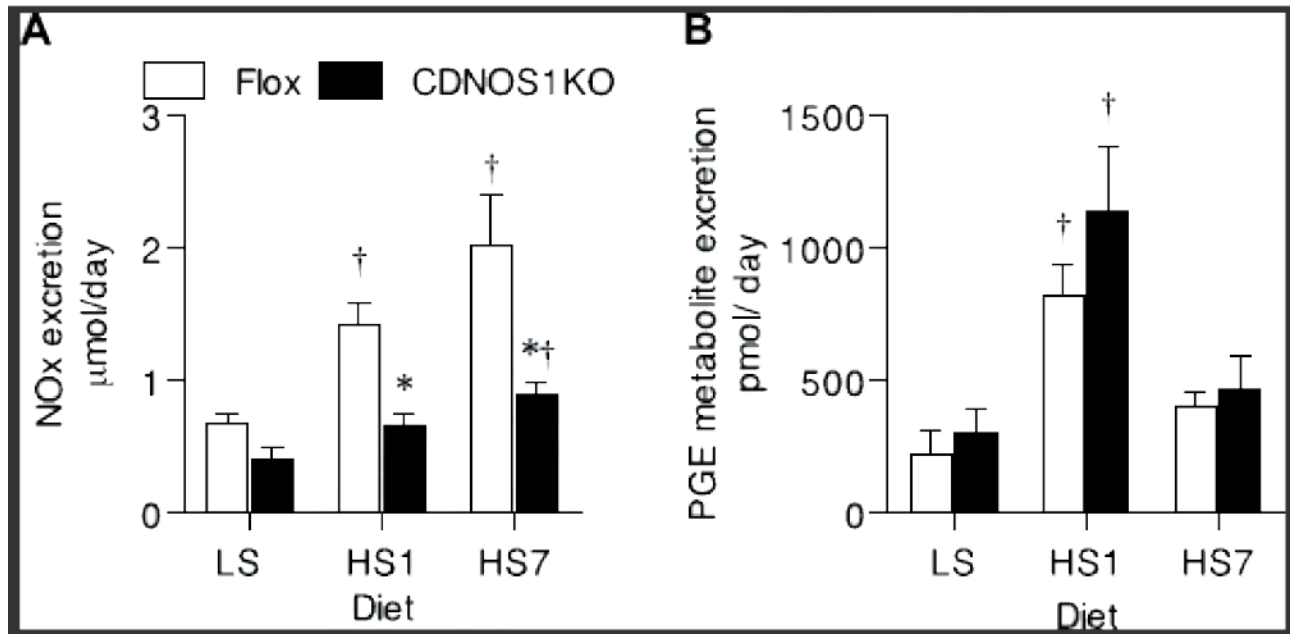 A
Flox CDNOS1KO
NOx excretion
μmol/day
3
2
1
0
†
*
†
*†
LS HS1 HS7
Diet
B
PGE metabolite excretion
pmol/ day
1500
1000
500
0
†
†
LS HS1 HS7
Diet